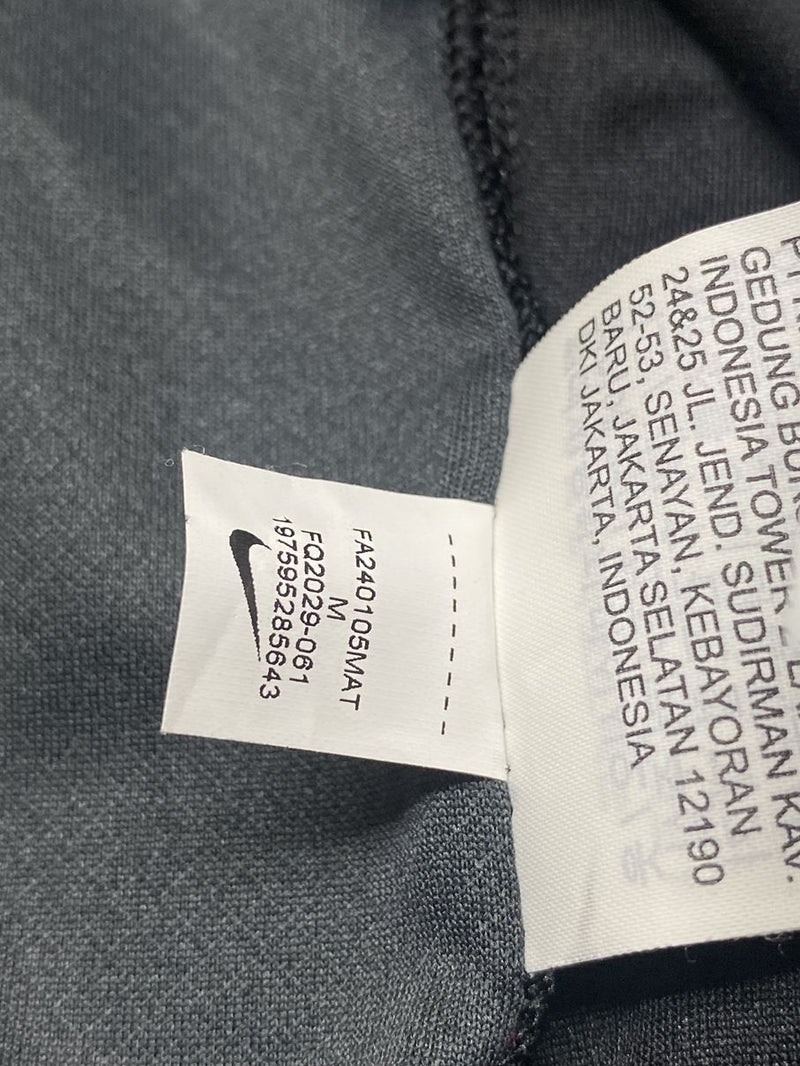 FA240105MAT
M
FQ2029-061
197595285643
GEDUNG
INDONESIA TOWER
24&25 JL. JEND. SUDIRMAN KAV.
52-53, SENAYAN, KEBAYORAN
BARU, JAKARTA SELATAN 12190
DKI JAKARTA, INDONESIA